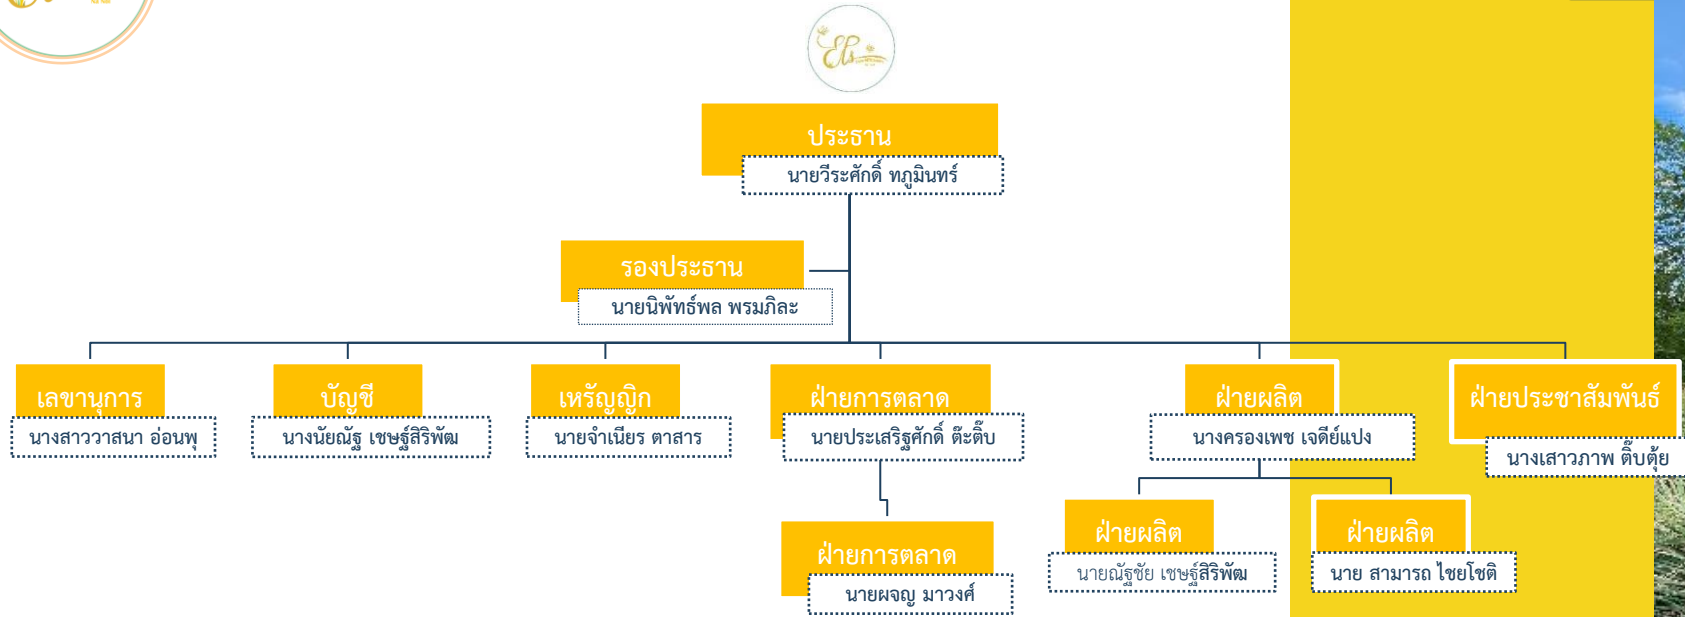 ประธาน
นายวีระศักดิ์ ทภูมินทร์
รองประธาน
นายนิพัทธ์พล พรมภิละ
เลขานุการ
นางสาววาสนา อ่อนพุ
บัญชี
นางนัยณัฐ เชษฐ์สิริพัฒ
เหรัญญิก
นายจำเนียร ตาสาร
ฝ่ายการตลาด
นายประเสริฐศักดิ์ ต๊ะติ๊บ
ฝ่ายผลิต
นางครองเพช เจดีย์แปง
ฝ่ายประชาสัมพันธ์
นางเสาวภาพ ติ๊บตุ้ย
ฝ่ายการตลาด
นายผจญ มาวงศ์
ฝ่ายผลิต
นายณัฐชัย เชษฐ์สิริพัฒ
ฝ่ายผลิต
นาย สามารถ ไชยโชติ